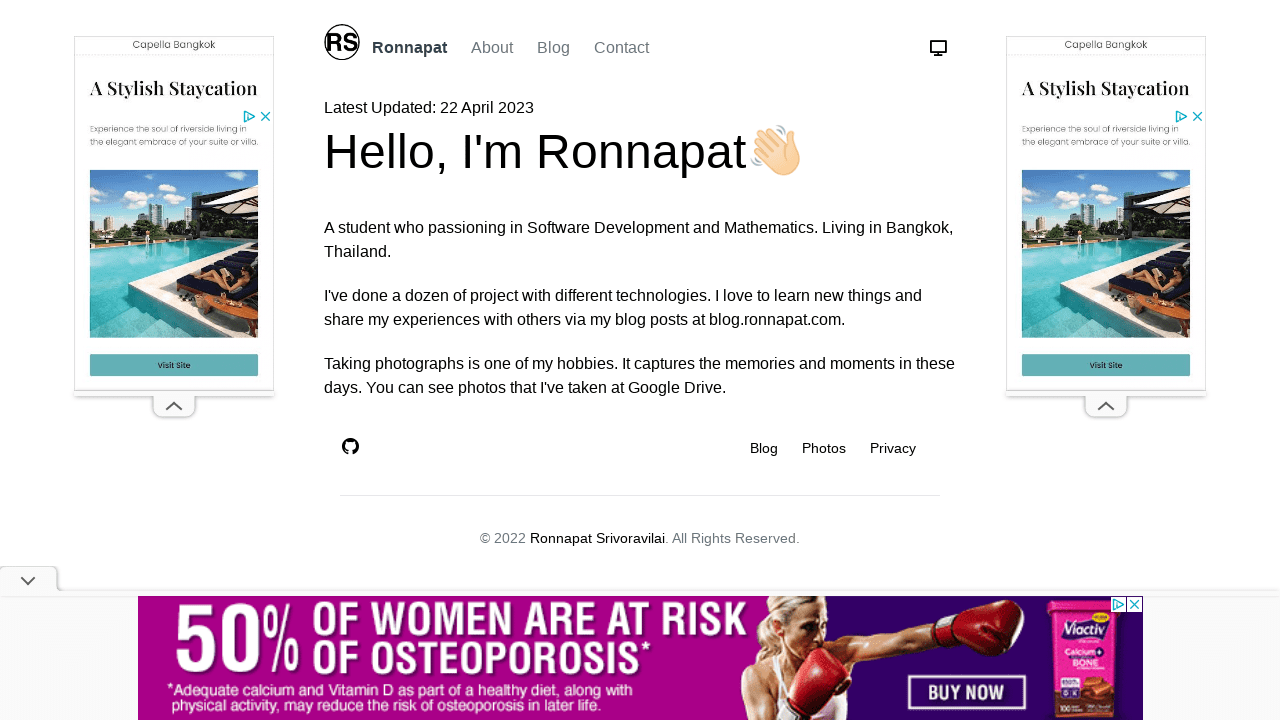 RS
Ronnapat About Blog Contact
Latest Updated: 22 April 2023
Hello, I'm Ronnapat
A student who passioning in Software Development and Mathematics. Living in Bangkok,
Thailand.
I've done a dozen of project with different technologies. I love to learn new things and
share my experiences with others via my blog posts at blog.ronnapat.com.
Taking photographs is one of my hobbies. It captures the memories and moments in these
days. You can see photos that I've taken at Google Drive.
Blog Photos Privacy
© 2022 Ronnapat Srivoravilai. All Rights Reserved.
Capella Bangkok
A Stylish Staycation
Experience the soul of riverside living in
the elegant embrace of your suite or villa.
Visit Site
Capella Bangkok
A Stylish Staycation
Experience the soul of riverside living in
the elegant embrace of your suite or villa.
Visit Site
50% OF WOMEN ARE AT RISK
OF OSTEOPOROSIS*
*Adequate calcium and Vitamin D as part of a healthy diet, along with
physical activity, may reduce the risk of osteoporosis in later life.
BUY NOW
Viactiv
Calcium+
BONE